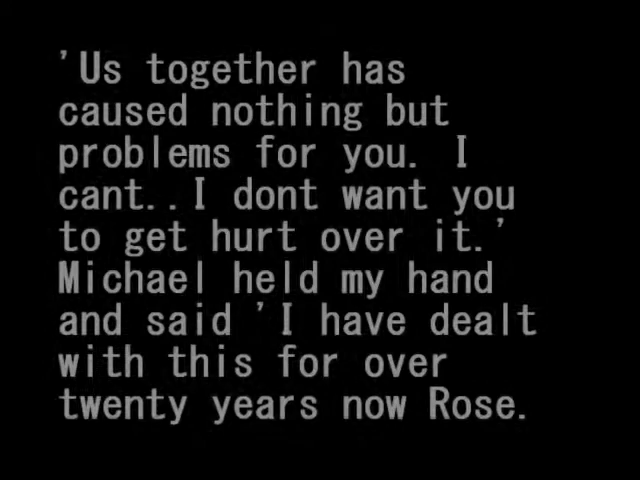 'Us together has
caused nothing but
problems for you. I
cant..I dont want you
to get hurt over it.'
Michael held my hand
and said 'I have dealt
with this for over
twenty years now Rose.